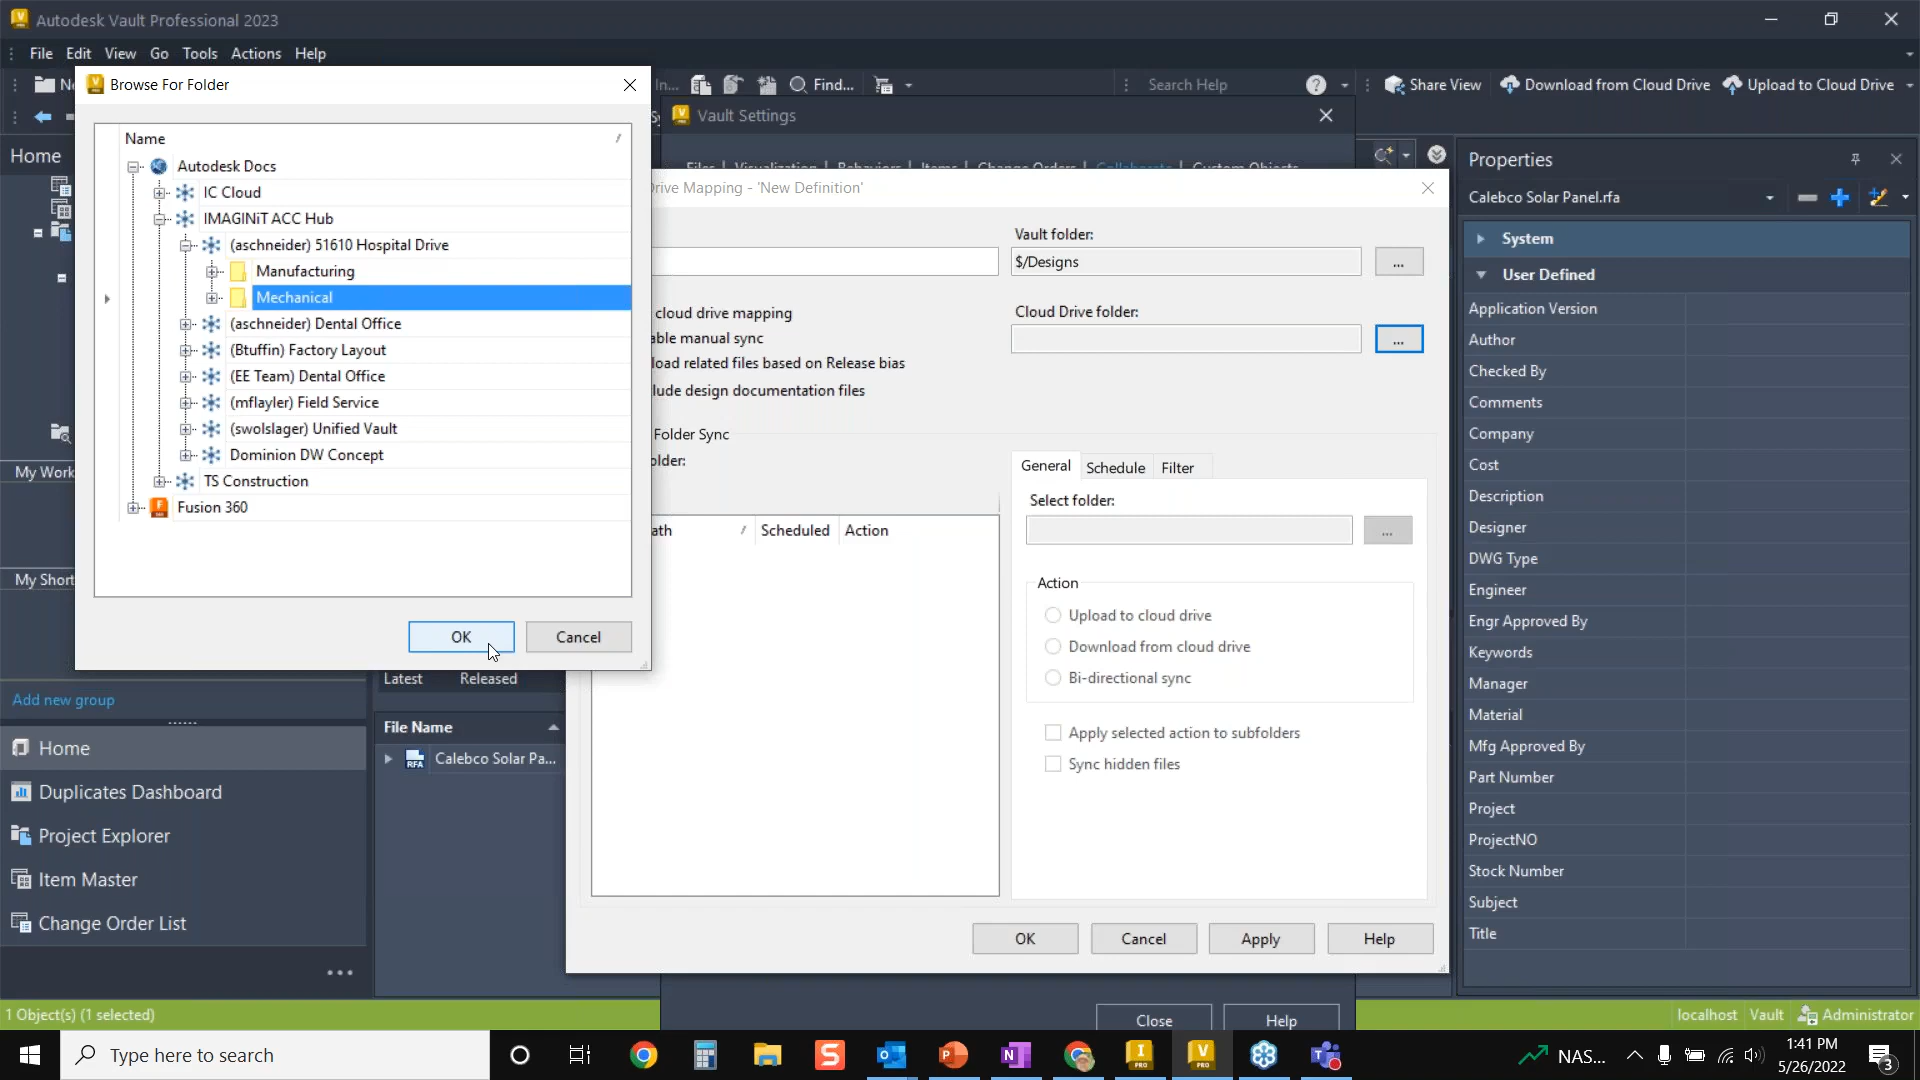 Autodesk Vault Professional 2023
File Edit View Go Tools Actions Help
Find...
Search Help
Share View
Download from Cloud Drive
Upload to Cloud Drive
Browse For Folder
Name
Autodesk Docs
IC Cloud
IMAGINiT ACC Hub
(aschneider) 51610 Hospital Drive
Manufacturing
Mechanical
(aschneider) Dental Office
(Btuffin) Factory Layout
(EE Team) Dental Office
(mflayler) Field Service
(swolslager) Unified Vault
Dominion DW Concept
TS Construction
Fusion 360
OK
Cancel
Home
My Work
My Short
Add new group
Home
Duplicates Dashboard
Project Explorer
Item Master
Change Order List
Latest
Released
File Name
Calebco Solar Pa...
Vault Settings
Drive Mapping - 'New Definition'
Vault folder:
$/Designs
...
cloud drive mapping
Cloud Drive folder:
able manual sync
...
load related files based on Release bias
lude design documentation files
Folder Sync
older:
General Schedule Filter
Select folder:
...
ath
Scheduled
Action
Action
Upload to cloud drive
Download from cloud drive
Bi-directional sync
Apply selected action to subfolders
Sync hidden files
OK
Cancel
Apply
Help
Close
Help
Properties
Calebco Solar Panel.rfa
System
User Defined
Application Version
Author
Checked By
Comments
Company
Cost
Description
Designer
DWG Type
Engineer
Engr Approved By
Keywords
Manager
Material
Mfg Approved By
Part Number
Project
ProjectNO
Stock Number
Subject
Title
1 Object(s) (1 selected)
localhost
Vault
Administrator
Type here to search
NAS...
1:41 PM
5/26/2022
3